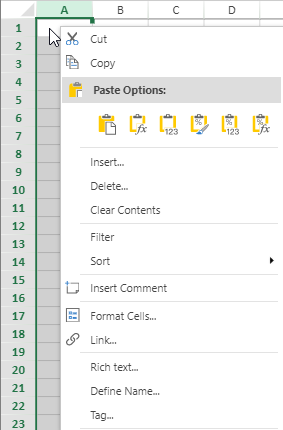 A B C D
1
2
3
4
5
6
7
8
9
10
11
12
13
14
15
16
17
18
19
20
21
22
23
Cut
Copy
Paste Options:
fx 123 % % 123 % fx
Insert...
Delete...
Clear Contents
Filter
Sort
Insert Comment
Format Cells...
Link...
Rich text...
Define Name...
Tag...